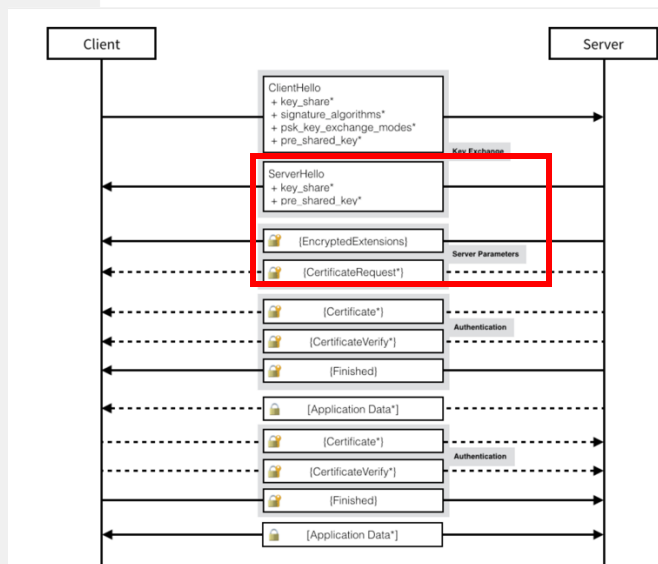 Client
Server
ClientHello
+ key_share*
+ signature_algorithms*
+ psk_key_exchange_modes*
+ pre_shared_key*
Key Exchange
ServerHello
+ key_share*
+ pre_shared_key*
{EncryptedExtensions}
Server Parameters
{CertificateRequest*}
{Certificate*}
Authentication
{CertificateVerify*}
{Finished}
[Application Data*]
{Certificate*}
Authentication
{CertificateVerify*}
{Finished}
[Application Data*]